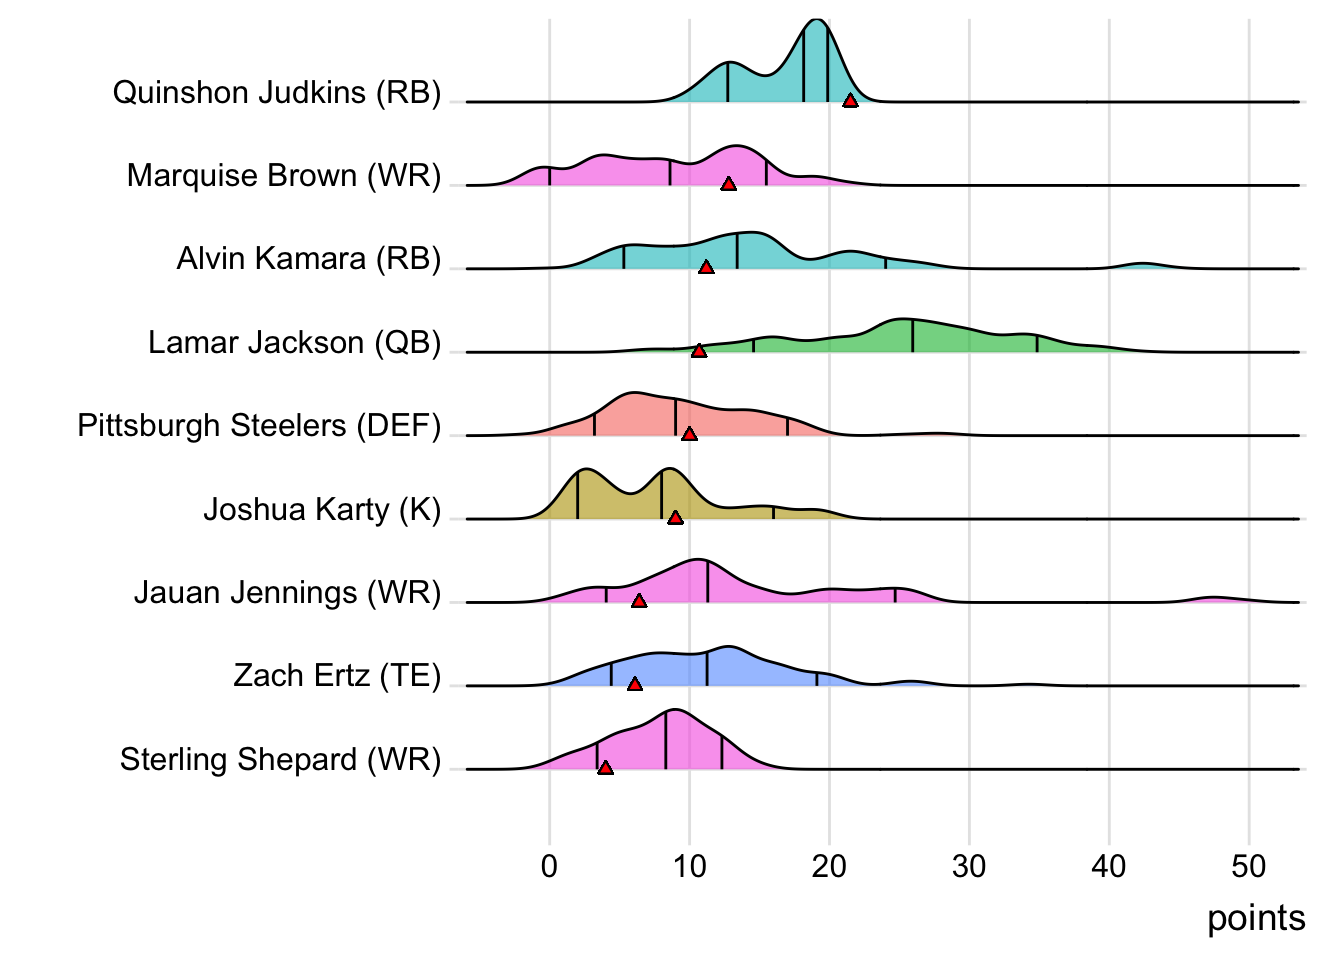 Quinshon Judkins (RB)
Marquise Brown (WR)
Alvin Kamara (RB)
Lamar Jackson (QB)
Pittsburgh Steelers (DEF)
Joshua Karty (K)
Jauan Jennings (WR)
Zach Ertz (TE)
Sterling Shepard (WR)
0 10 20 30 40 50
points